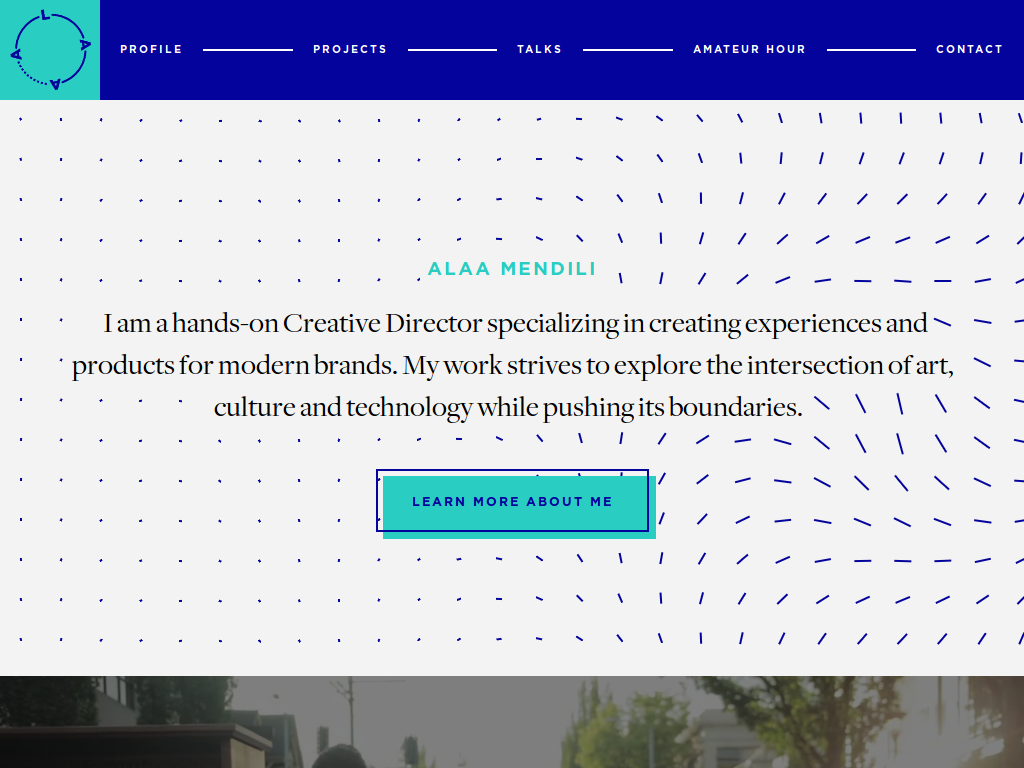 ALAA
PROFILE
PROJECTS
TALKS
AMATEUR HOUR
CONTACT
ALAA MENDILI
I am a hands-on Creative Director specializing in creating experiences and
products for modern brands. My work strives to explore the intersection of art,
culture and technology while pushing its boundaries.
LEARN MORE ABOUT ME